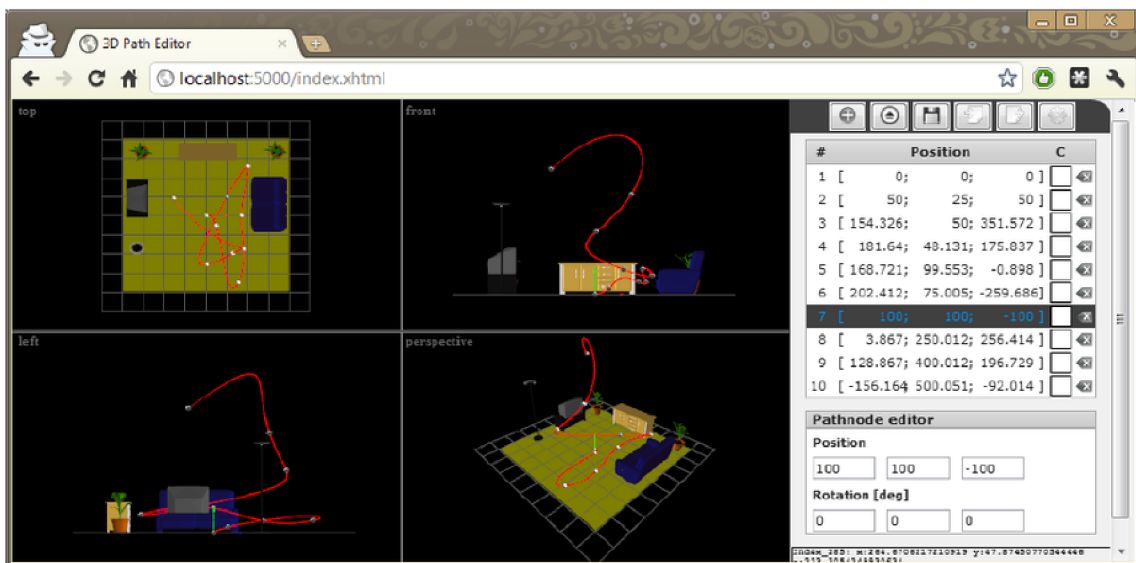 3D Path Editor
localhost:5000/index.xhtml
top
front
left
perspective
# Position C
1 [ 0; 0; 0 ]
2 [ 50; 25; 50 ]
3 [ 154.326; 50; 351.572 ]
4 [ 181.64; 48.131; 175.837 ]
5 [ 168.721; 99.553; -0.898 ]
6 [ 202.412; 75.005; -259.686]
7 [ 100; 100; -100 ]
8 [ 3.867; 250.012; 256.414 ]
9 [ 128.867; 400.012; 196.729 ]
10 [ -156.164 500.051; -92.014 ]
Pathnode editor
Position
100 100 -100
Rotation [deg]
0 0 0